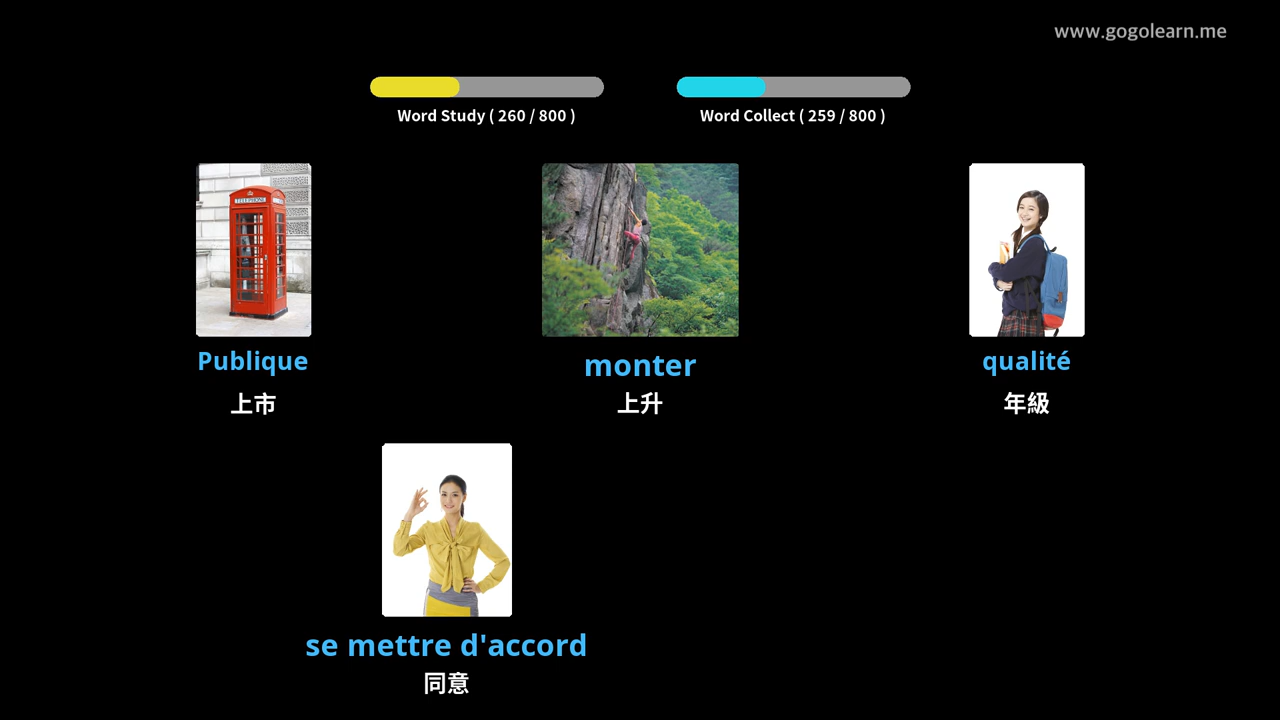 www.gogolearn.me
Word Study ( 260 / 800 )
Word Collect ( 259 / 800 )
TELEPHONE
Publique
上市
monter
上升
qualité
年級
se mettre d'accord
同意